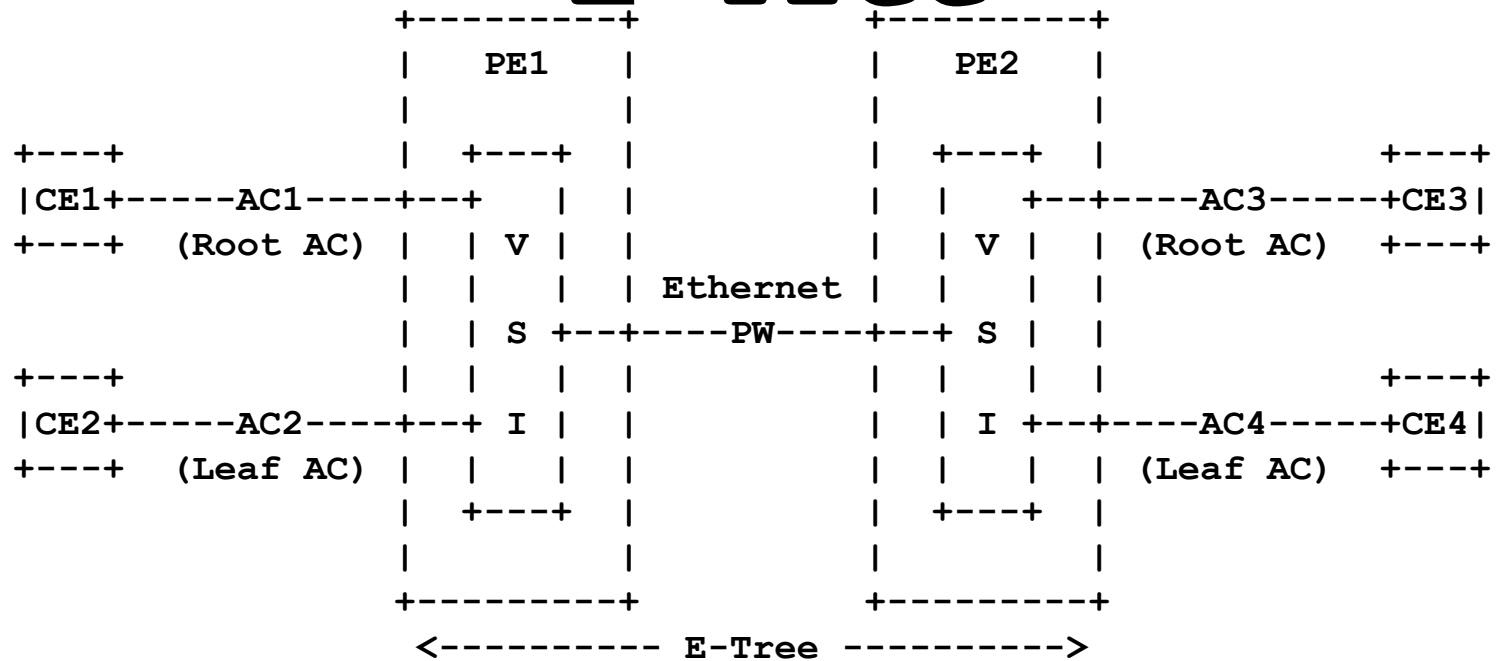 +---------+          +---------+
|   PE1   |          |   PE2   |
|         |          |         |
+---+            |  +---+  |          |  +---+  |            +---+
|CE1+-----AC1----+--+   |  |          |  |   +--+----AC3-----+CE3|
+---+  (Root AC) |  | V |  |          |  | V |  | (Root AC)  +---+
|  |   |  | Ethernet |  |   |  |
|  | S +--+----PW----+--+ S |  |
+---+            |  |   |  |          |  |   |  |            +---+
|CE2+-----AC2----+--+ I |  |          |  | I +--+----AC4-----+CE4|
+---+  (Leaf AC) |  |   |  |          |  |   |  | (Leaf AC)  +---+
|  +---+  |          |  +---+  |
|         |          |         |
+---------+          +---------+
<---------- E-Tree ---------->